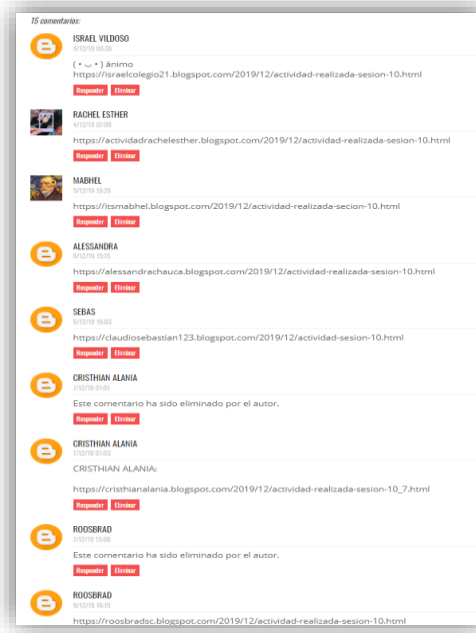 15 comentarios:
ISRAEL VILDOSO
4/12/19 00:35
( • ◡ • ) ánimo
https://israelcolegio21.blogspot.com/2019/12/actividad-realizada-sesion-10.html
Responder Eliminar
RACHEL ESTHER
4/12/19 07:00
https://actividadrachelesther.blogspot.com/2019/12/actividad-realizada-sesion-10.html
Responder Eliminar
MABHEL
5/12/19 19:39
https://itsmabhel.blogspot.com/2019/12/actividad-realizada-secion-10.html
Responder Eliminar
ALESSANDRA
6/12/19 15:15
https://alessandrachauca.blogspot.com/2019/12/actividad-realizada-sesion-10.html
Responder Eliminar
SEBAS
6/12/19 19:03
https://claudiosebastian123.blogspot.com/2019/12/actividad-sesion-10.html
Responder Eliminar
CRISTHIAN ALANIA
7/12/19 01:01
Este comentario ha sido eliminado por el autor.
Responder Eliminar
CRISTHIAN ALANIA
7/12/19 01:03
CRISTHIAN ALANIA:
https://cristhianalania.blogspot.com/2019/12/actividad-realizada-sesion-10_7.html
Responder Eliminar
ROOSBRAD
7/12/19 15:06
Este comentario ha sido eliminado por el autor.
Responder Eliminar
ROOSBRAD
9/12/19 16:15
https://roosbradsc.blogspot.com/2019/12/actividad-realizada-sesion-10.html